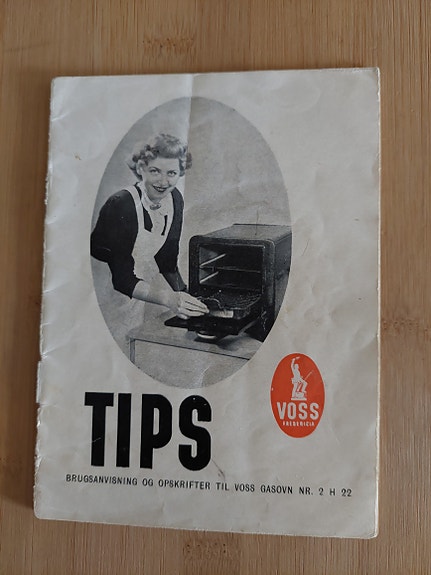 VOSS
FREDERICIA
TIPS
BRUGSANVISNING OG OPSKRIFTER TIL VOSS GASOVN NR. 2 H 22